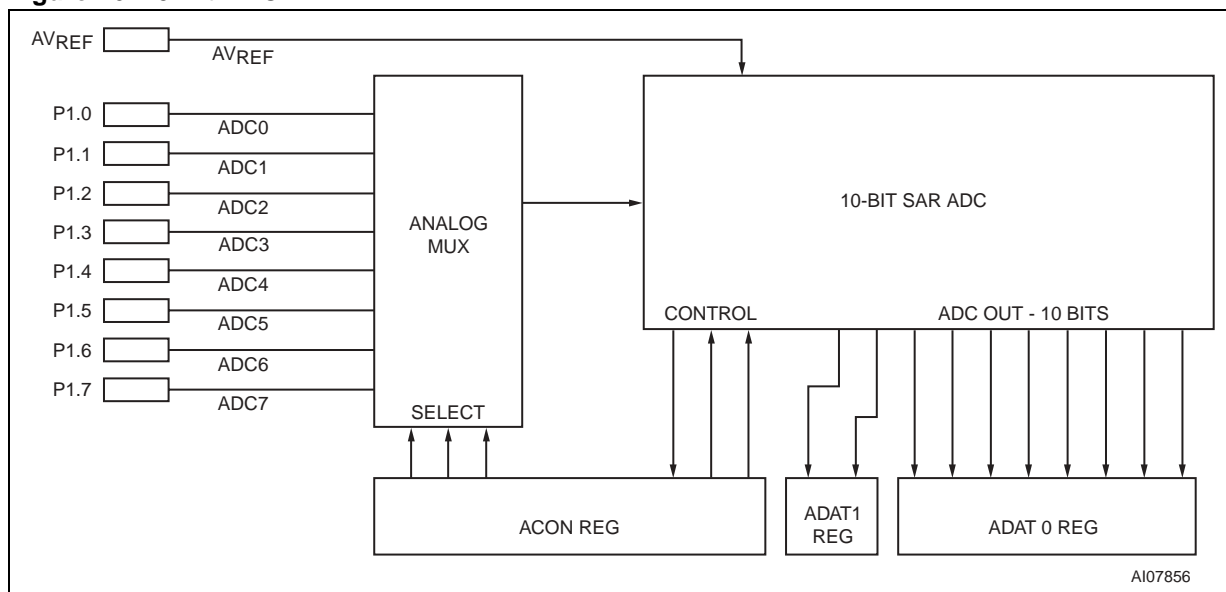 AVREF
AVREF
P1.0
ADC0
P1.1
ADC1
P1.2
ADC2
P1.3
ADC3
P1.4
ADC4
P1.5
ADC5
P1.6
ADC6
P1.7
ADC7
ANALOG
MUX
SELECT
10-BIT SAR ADC
CONTROL
ADC OUT - 10 BITS
ACON REG
ADAT1
REG
ADAT 0 REG
AI07856